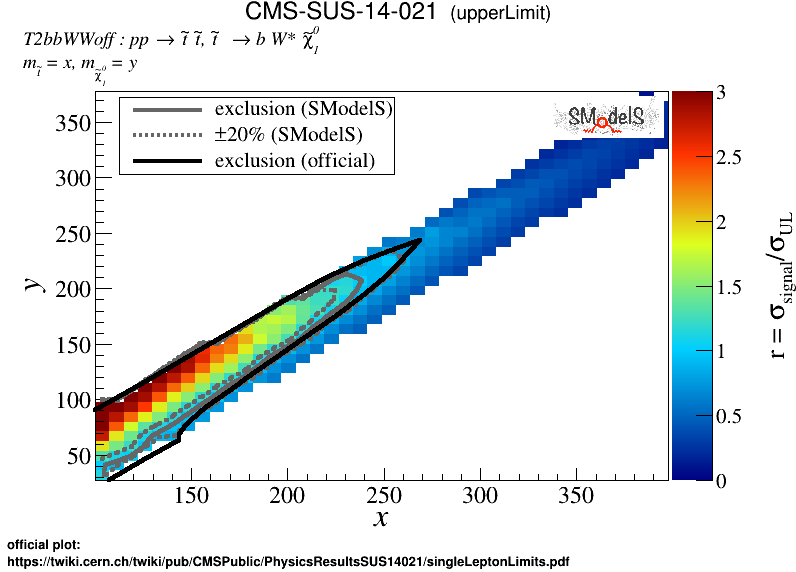 CMS-SUS-14-021 (upperLimit)
T2bbWWoff : pp → t̃ t̃, t̃ → b W* χ̃₁⁰
m_t̃ = x, m_χ̃₁⁰ = y
exclusion (SModelS)
±20% (SModelS)
exclusion (official)
SModelS
350
300
250
200
150
100
50
y
150 200 250 300 350
x
3
2.5
2
1.5
1
0.5
0
r = σ_signal/σ_UL
official plot:
https://twiki.cern.ch/twiki/pub/CMSPublic/PhysicsResultsSUS14021/singleLeptonLimits.pdf